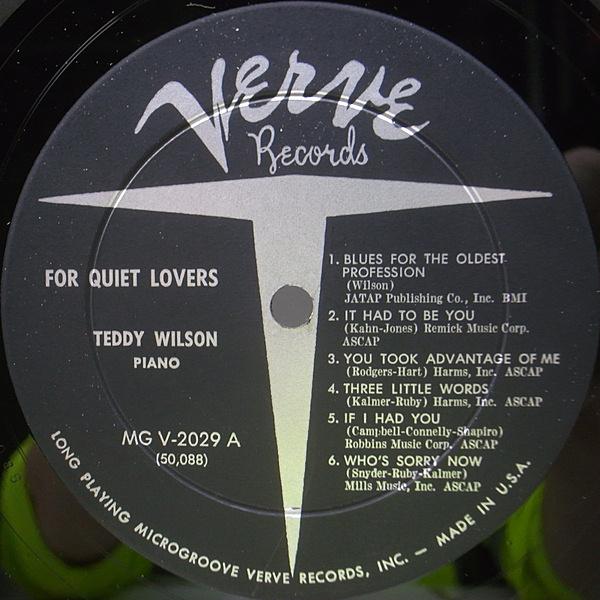 Verve
Records
FOR QUIET LOVERS
TEDDY WILSON
PIANO
MG V-2029 A
(50,088)
1. BLUES FOR THE OLDEST
PROFESSION
(Wilson)
JATAP Publishing Co., Inc. BMI
2. IT HAD TO BE YOU
(Kahn-Jones) Remick Music Corp.
ASCAP
3. YOU TOOK ADVANTAGE OF ME
(Rodgers-Hart) Harms, Inc. ASCAP
4. THREE LITTLE WORDS
(Kalmer-Ruby) Harms, Inc. ASCAP
5. IF I HAD YOU
(Campbell-Connelly-Shapiro)
Robbins Music Corp. ASCAP
6. WHO'S SORRY NOW
(Snyder-Ruby-Kalmer)
Mills Music, Inc. ASCAP
LONG PLAYING MICROGROOVE VERVE RECORDS, INC. — MADE IN U.S.A.